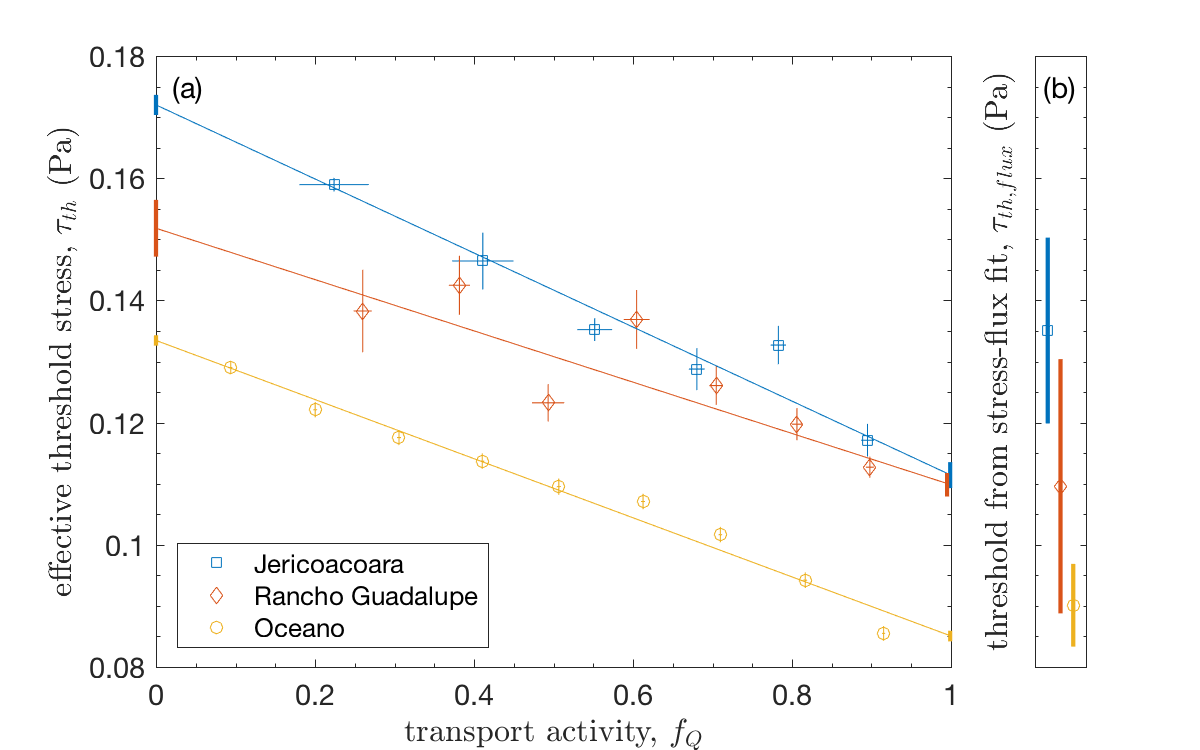 (a)
(b)
0.18
0.16
0.14
0.12
0.1
0.08
effective threshold stress, τ_th (Pa)
Jericoacoara
Rancho Guadalupe
Oceano
0 0.2 0.4 0.6 0.8 1
transport activity, f_Q
threshold from stress-flux fit, τ_th,flux (Pa)